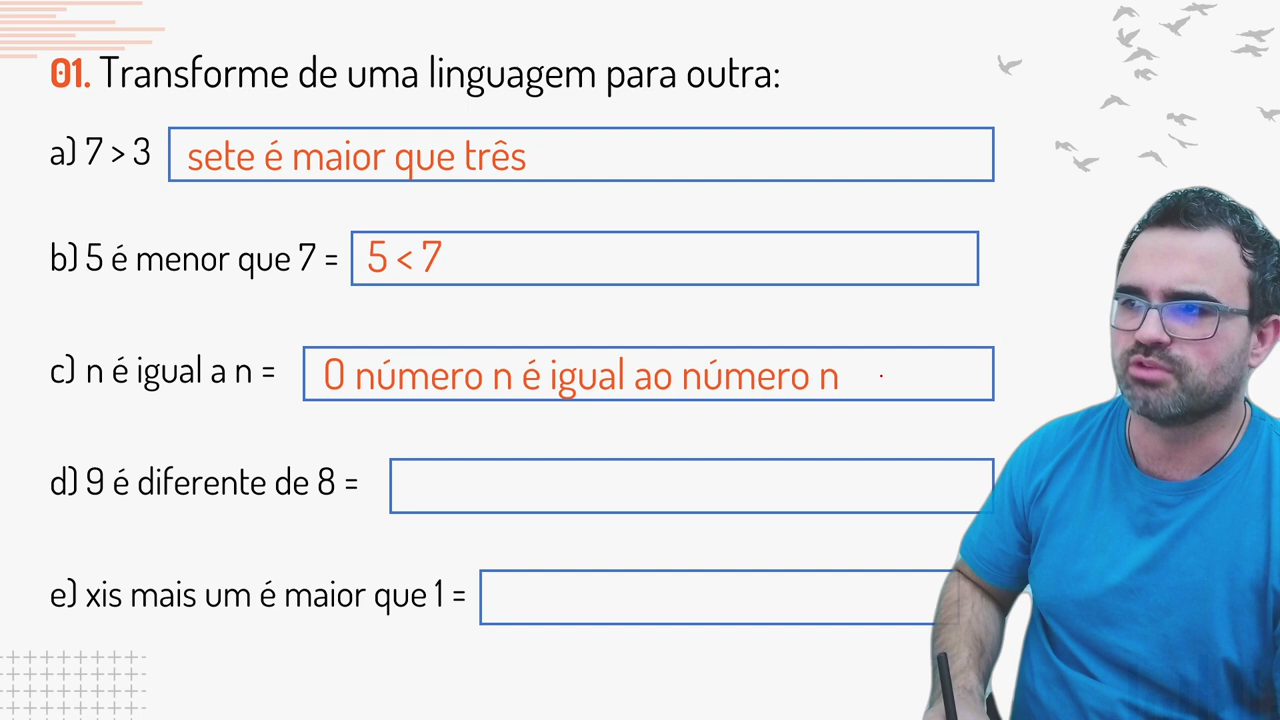 01. Transforme de uma linguagem para outra:
a) 7 > 3 sete é maior que três
b) 5 é menor que 7 = 5 < 7
c) n é igual a n = O número n é igual ao número n
d) 9 é diferente de 8 =
e) xis mais um é maior que 1 =